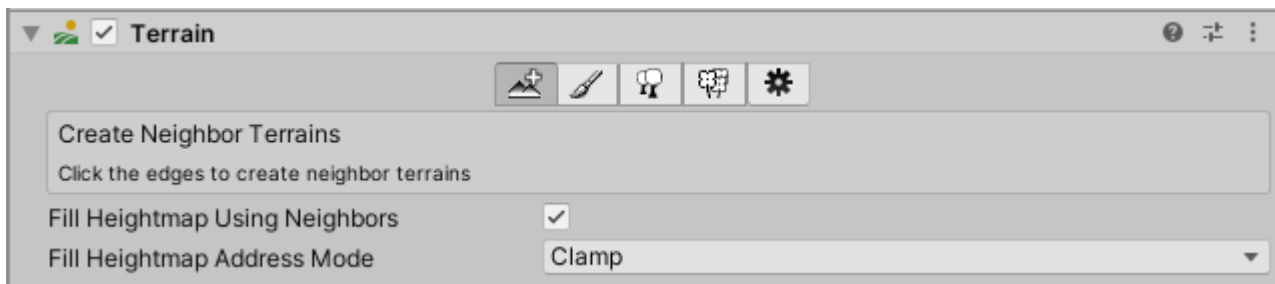 Terrain
Create Neighbor Terrains
Click the edges to create neighbor terrains
Fill Heightmap Using Neighbors
Fill Heightmap Address Mode Clamp